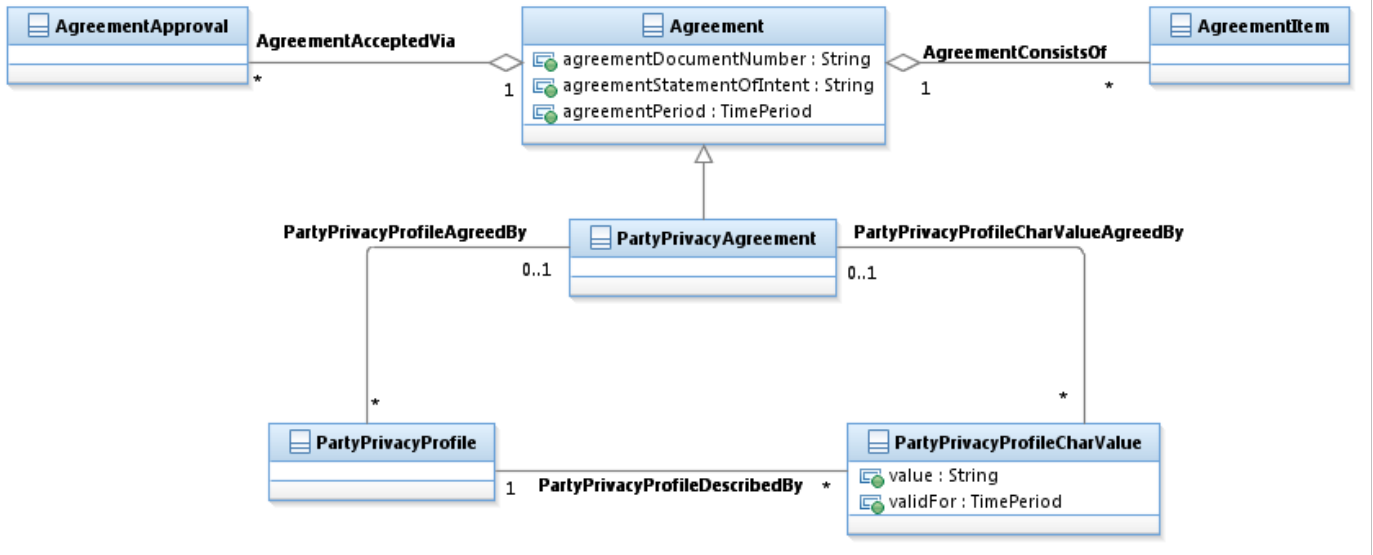 AgreementApproval
AgreementAcceptedVia
*
1
Agreement
agreementDocumentNumber : String
agreementStatementOfIntent : String
agreementPeriod : TimePeriod
AgreementConsistsOf
1
*
AgreementItem
PartyPrivacyProfileAgreedBy
0..1
PartyPrivacyAgreement
PartyPrivacyProfileCharValueAgreedBy
0..1
*
*
PartyPrivacyProfile
1
PartyPrivacyProfileDescribedBy
*
PartyPrivacyProfileCharValue
value : String
validFor : TimePeriod